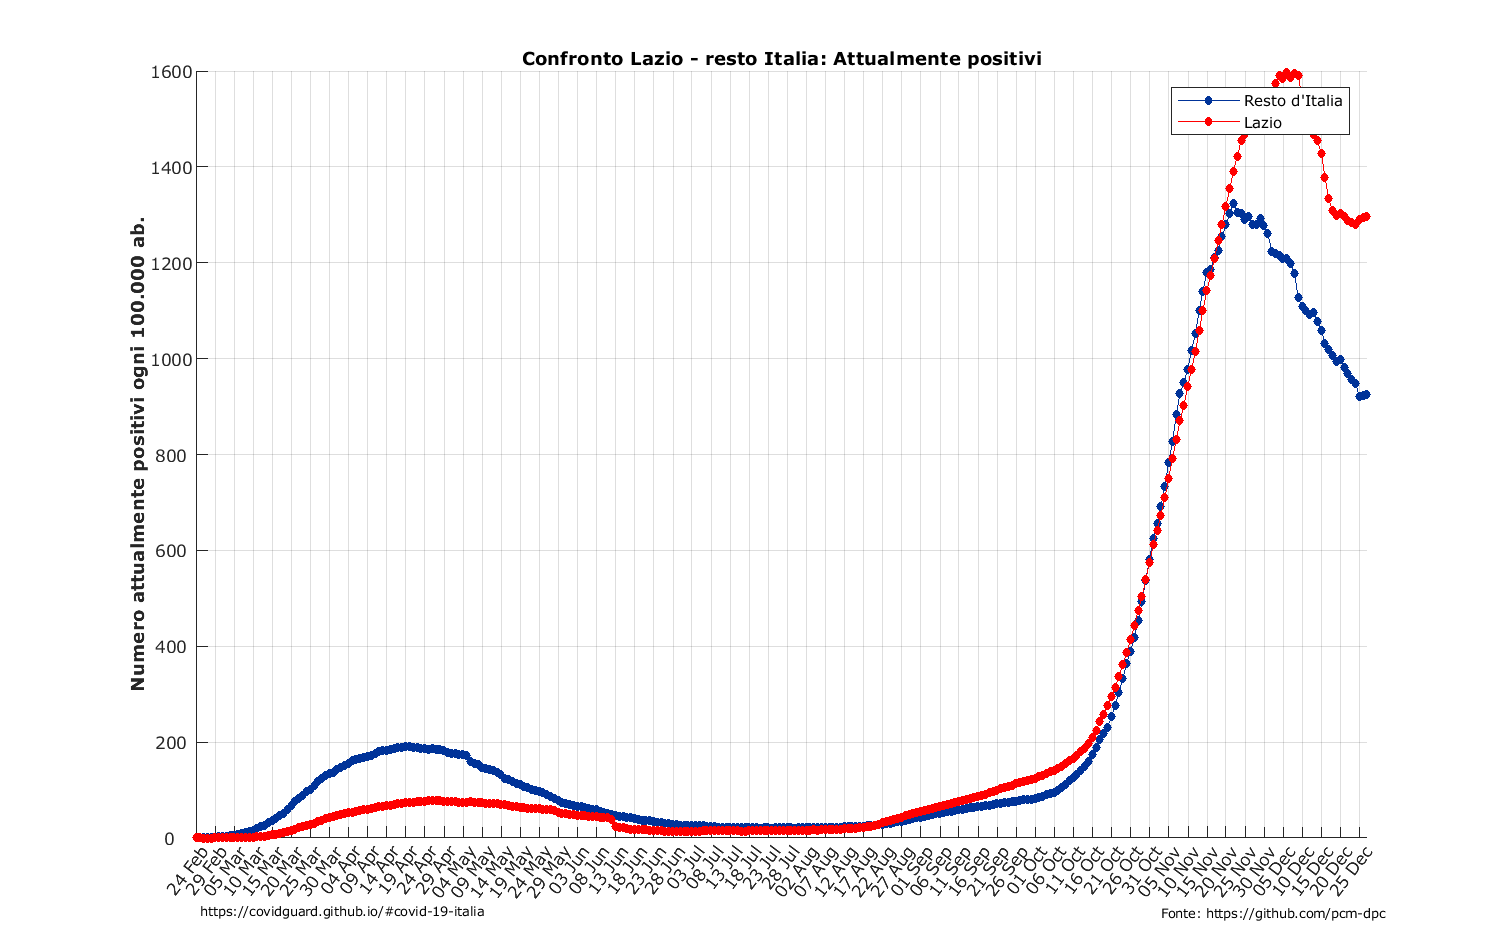 Confronto Lazio - resto Italia: Attualmente positivi
Numero attualmente positivi ogni 100.000 ab.
1600
1400
1200
1000
800
600
400
200
0
Resto d'Italia
Lazio
24 Feb
29 Feb
05 Mar
10 Mar
15 Mar
20 Mar
25 Mar
30 Mar
04 Apr
09 Apr
14 Apr
19 Apr
24 Apr
29 Apr
04 May
09 May
14 May
19 May
24 May
29 May
03 Jun
08 Jun
13 Jun
18 Jun
23 Jun
28 Jun
03 Jul
08 Jul
13 Jul
18 Jul
23 Jul
28 Jul
02 Aug
07 Aug
12 Aug
17 Aug
22 Aug
27 Aug
01 Sep
06 Sep
11 Sep
16 Sep
21 Sep
26 Sep
01 Oct
06 Oct
11 Oct
16 Oct
21 Oct
26 Oct
31 Oct
05 Nov
10 Nov
15 Nov
20 Nov
25 Nov
30 Nov
05 Dec
10 Dec
15 Dec
20 Dec
25 Dec
https://covidguard.github.io/#covid-19-italia
Fonte: https://github.com/pcm-dpc